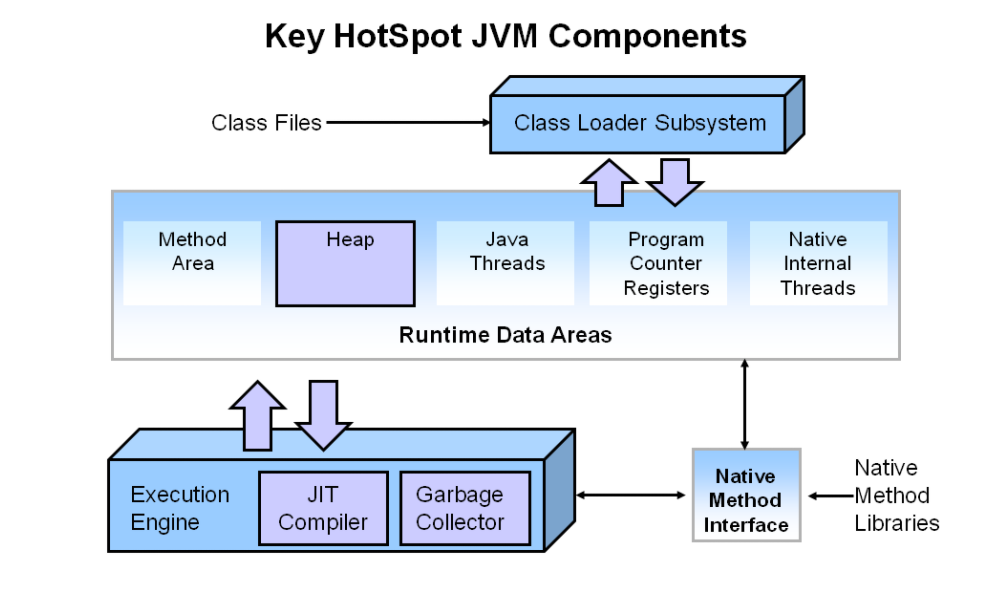 Key HotSpot JVM Components
Class Files
Class Loader Subsystem
Method
Area
Heap
Java
Threads
Program
Counter
Registers
Native
Internal
Threads
Runtime Data Areas
Execution
Engine
JIT
Compiler
Garbage
Collector
Native
Method
Interface
Native
Method
Libraries